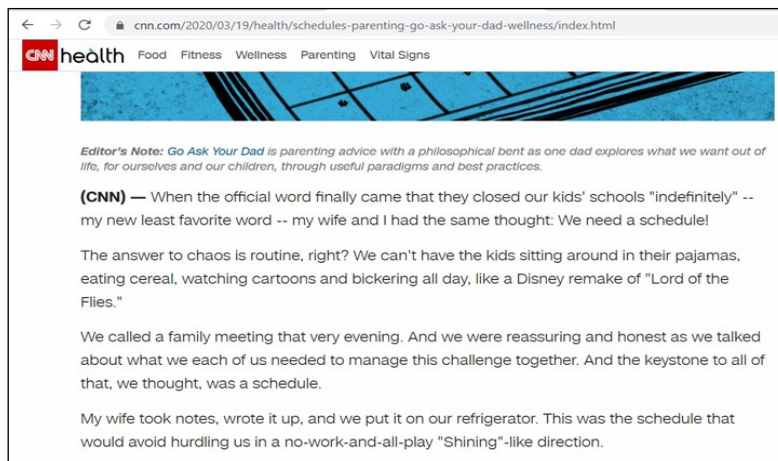 cnn.com/2020/03/19/health/schedules-parenting-go-ask-your-dad-wellness/index.html
CNN health Food Fitness Wellness Parenting Vital Signs
Editor's Note: Go Ask Your Dad is parenting advice with a philosophical bent as one dad explores what we want out of
life, for ourselves and our children, through useful paradigms and best practices.
(CNN) — When the official word finally came that they closed our kids' schools "indefinitely" --
my new least favorite word -- my wife and I had the same thought: We need a schedule!
The answer to chaos is routine, right? We can't have the kids sitting around in their pajamas,
eating cereal, watching cartoons and bickering all day, like a Disney remake of "Lord of the
Flies."
We called a family meeting that very evening. And we were reassuring and honest as we talked
about what we each of us needed to manage this challenge together. And the keystone to all of
that, we thought, was a schedule.
My wife took notes, wrote it up, and we put it on our refrigerator. This was the schedule that
would avoid hurdling us in a no-work-and-all-play "Shining"-like direction.